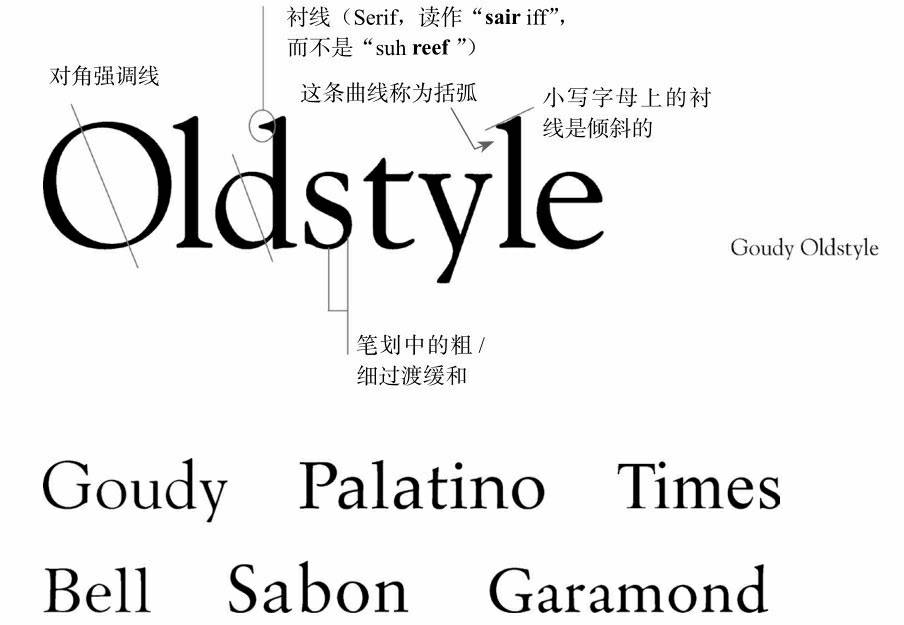 衬线（Serif，读作“sair iff”，
而不是“suh reef ”）
对角强调线
这条曲线称为括弧
小写字母上的衬
线是倾斜的
Oldstyle
Goudy Oldstyle
笔划中的粗 /
细过渡缓和
Goudy Palatino Times
Bell Sabon Garamond